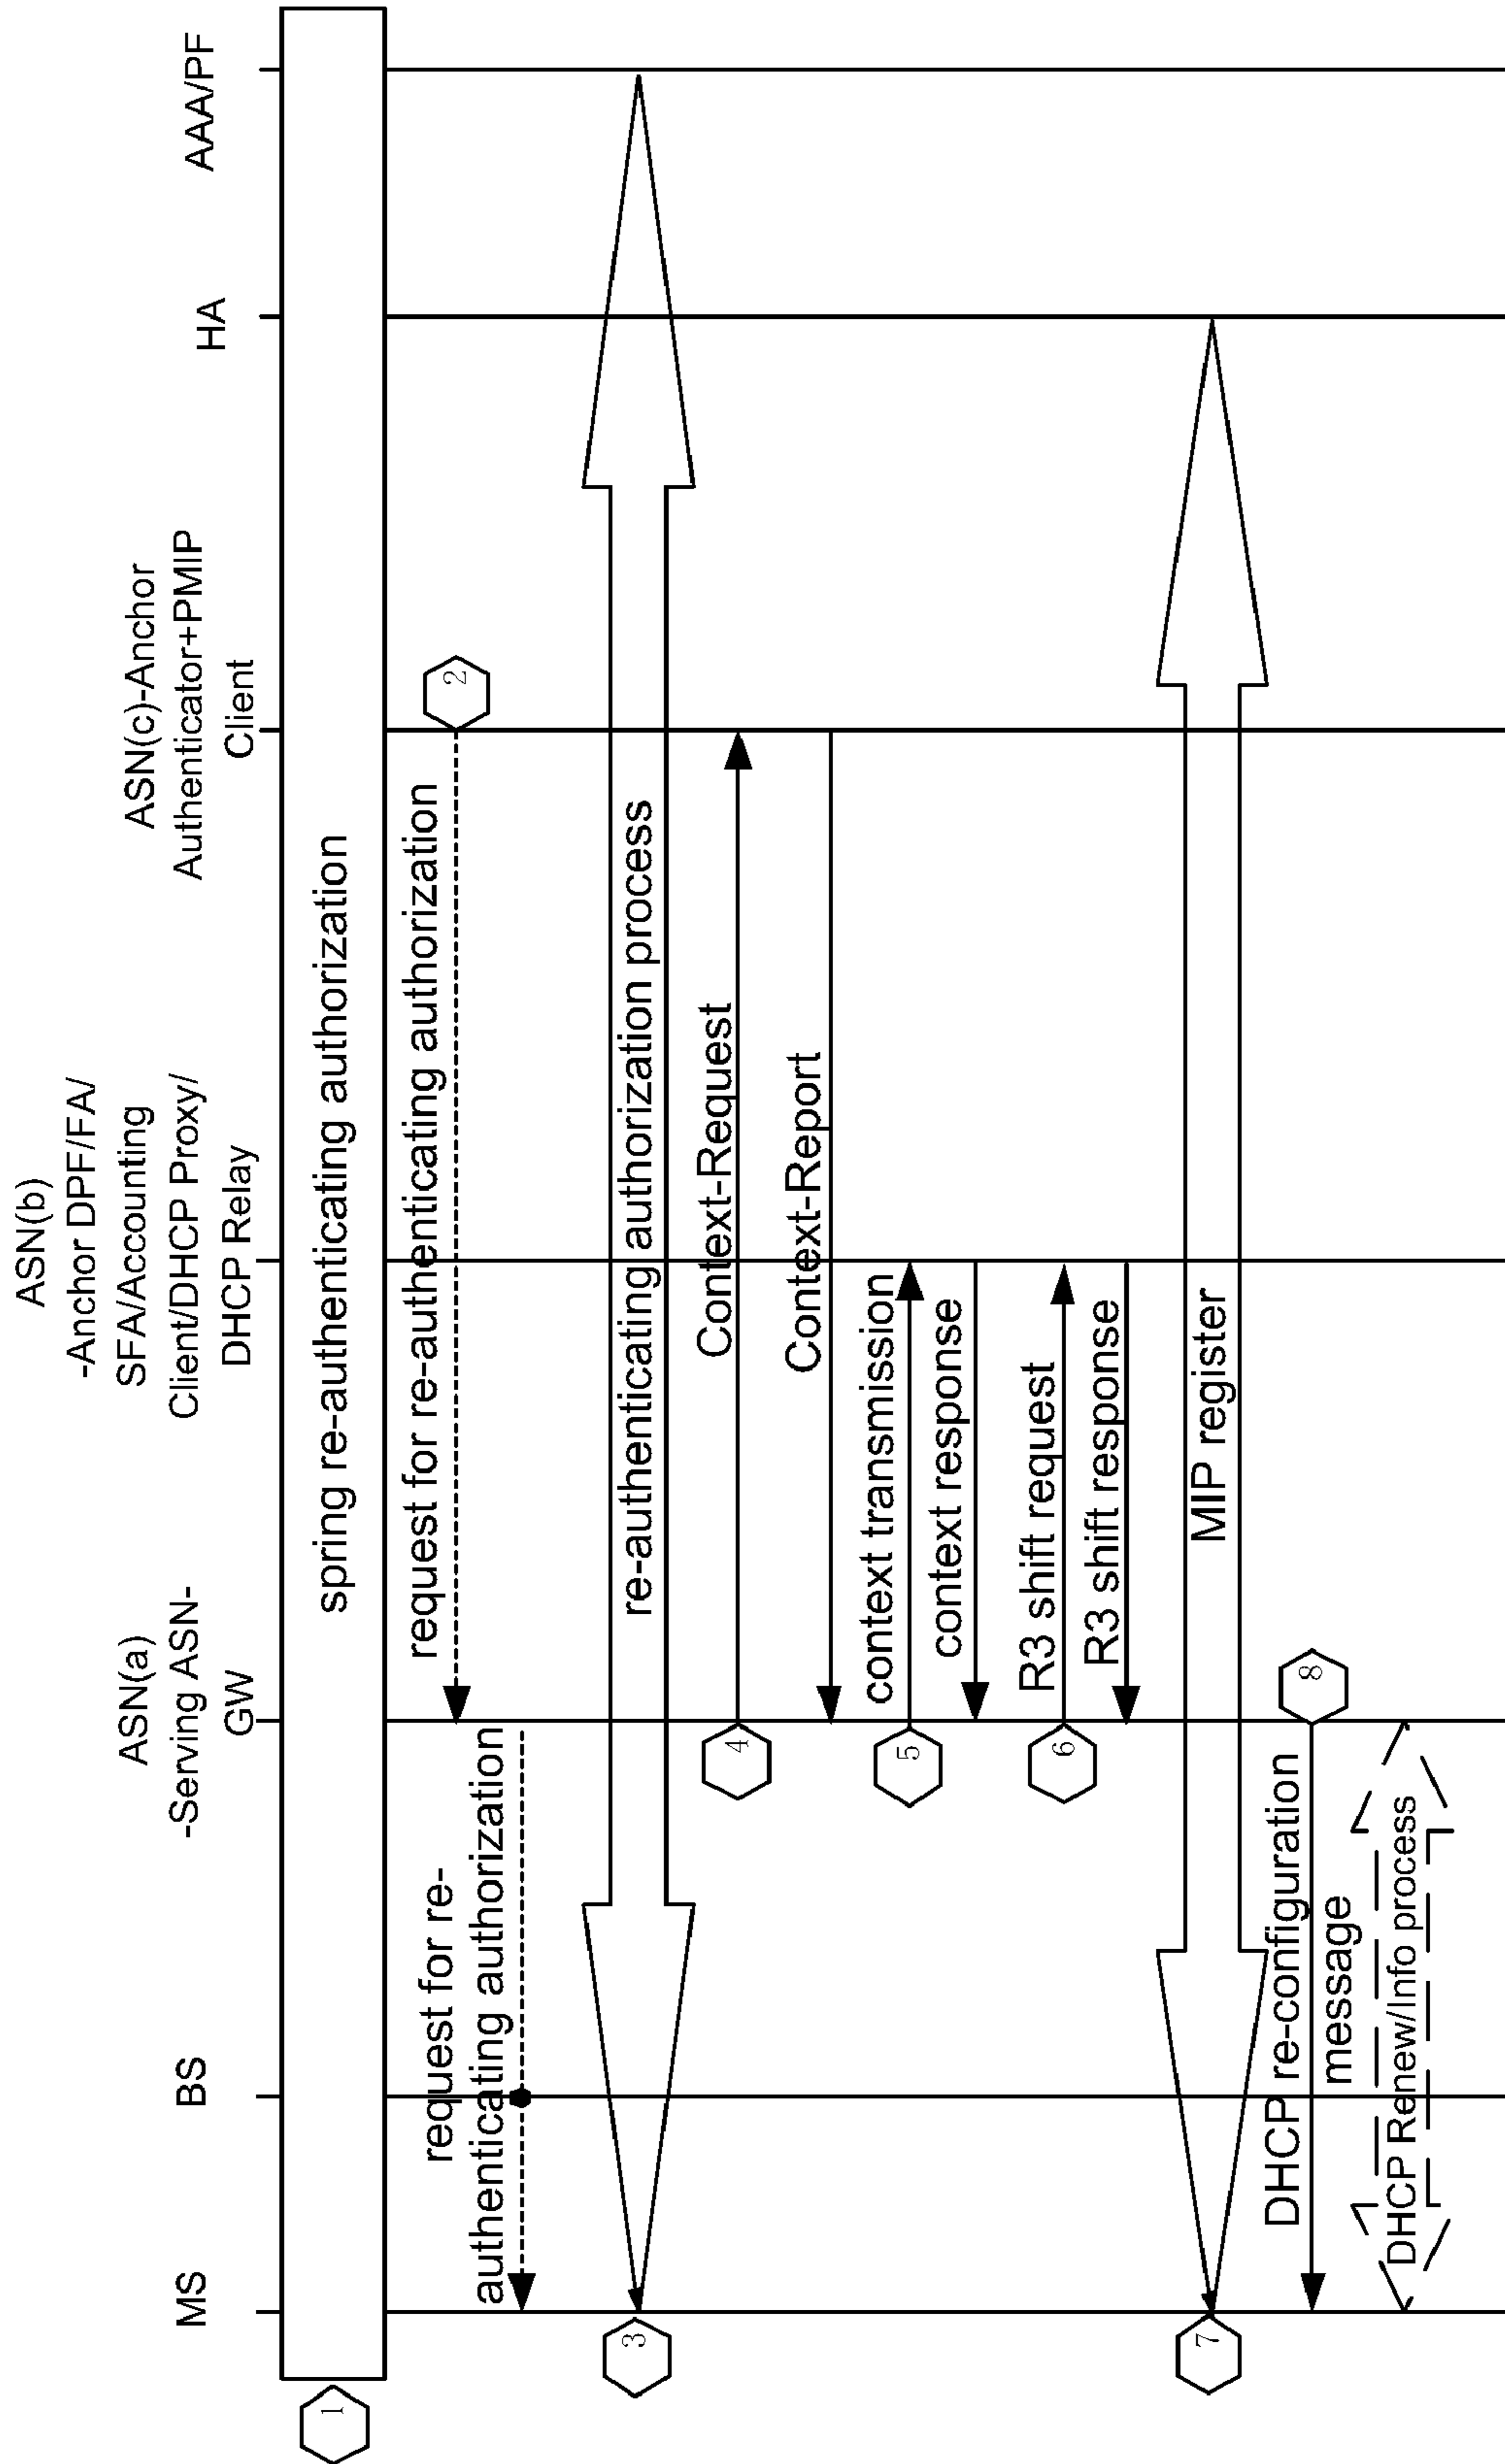 MS
BS
ASN(a)
-Serving ASN-
GW
ASN(b)
-Anchor DPF/FA/
SFA/Accounting
Client/DHCP Proxy/
DHCP Relay
ASN(c)-Anchor
Authenticator+PMIP
Client
HA
AAA/PF
1
spring re-authenticating authorization
2
request for re-authenticating authorization
request for re-
authenticating authorization
3
re-authenticating authorization process
4
Context-Request
Context-Report
5
context transmission
context response
6
R3 shift request
R3 shift response
7
MIP register
8
DHCP re-configuration
message
DHCP Renew/Info process